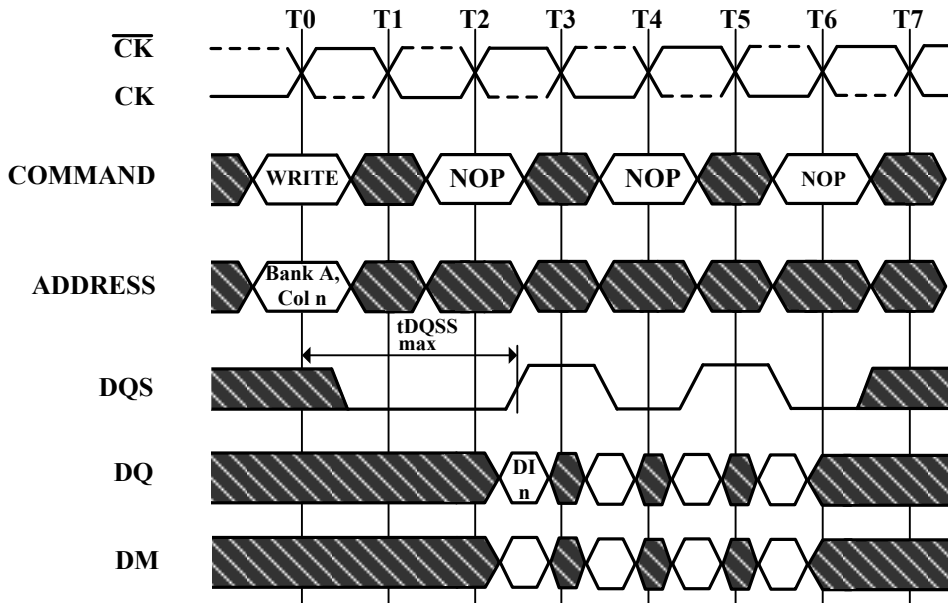 T0 T1 T2 T3 T4 T5 T6 T7
CK
CK
COMMAND
WRITE NOP NOP NOP
ADDRESS
Bank A,
Col n
tDQSS
max
DQS
DQ
DI
n
DM